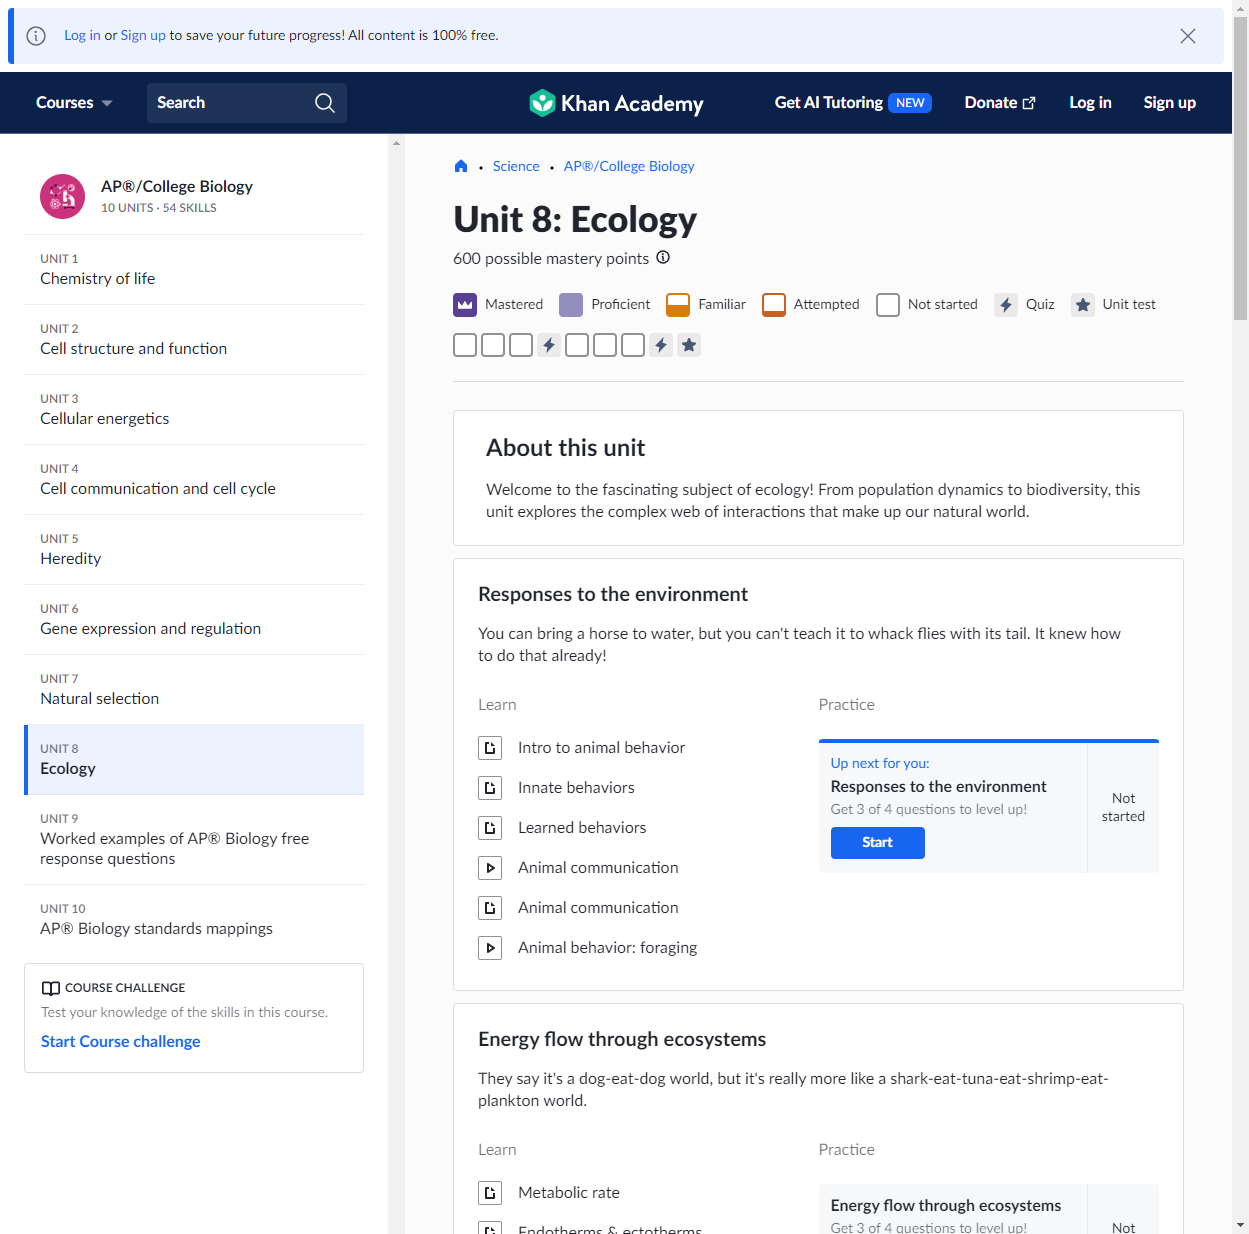 Log in or Sign up to save your future progress! All content is 100% free.
Courses
Search
Khan Academy
Get AI Tutoring NEW
Donate
Log in
Sign up
AP®/College Biology
10 UNITS · 54 SKILLS
UNIT 1
Chemistry of life
UNIT 2
Cell structure and function
UNIT 3
Cellular energetics
UNIT 4
Cell communication and cell cycle
UNIT 5
Heredity
UNIT 6
Gene expression and regulation
UNIT 7
Natural selection
UNIT 8
Ecology
UNIT 9
Worked examples of AP® Biology free
response questions
UNIT 10
AP® Biology standards mappings
COURSE CHALLENGE
Test your knowledge of the skills in this course.
Start Course challenge
Science
AP®/College Biology
Unit 8: Ecology
600 possible mastery points
Mastered
Proficient
Familiar
Attempted
Not started
Quiz
Unit test
About this unit
Welcome to the fascinating subject of ecology! From population dynamics to biodiversity, this
unit explores the complex web of interactions that make up our natural world.
Responses to the environment
You can bring a horse to water, but you can't teach it to whack flies with its tail. It knew how
to do that already!
Learn
Intro to animal behavior
Innate behaviors
Learned behaviors
Animal communication
Animal communication
Animal behavior: foraging
Practice
Up next for you:
Responses to the environment
Get 3 of 4 questions to level up!
Start
Not
started
Energy flow through ecosystems
They say it's a dog-eat-dog world, but it's really more like a shark-eat-tuna-eat-shrimp-eat-
plankton world.
Learn
Metabolic rate
Endotherms & ectotherms
Practice
Energy flow through ecosystems
Get 3 of 4 questions to level up!
Not